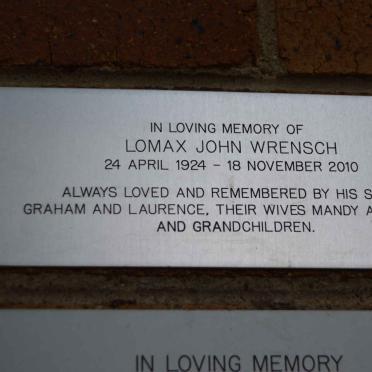 IN LOVING MEMORY OF
LOMAX JOHN WRENSCH
24 APRIL 1924 – 18 NOVEMBER 2010
ALWAYS LOVED AND REMEMBERED BY HIS
GRAHAM AND LAURENCE, THEIR WIVES MANDY
AND GRANDCHILDREN.
IN LOVING MEMORY